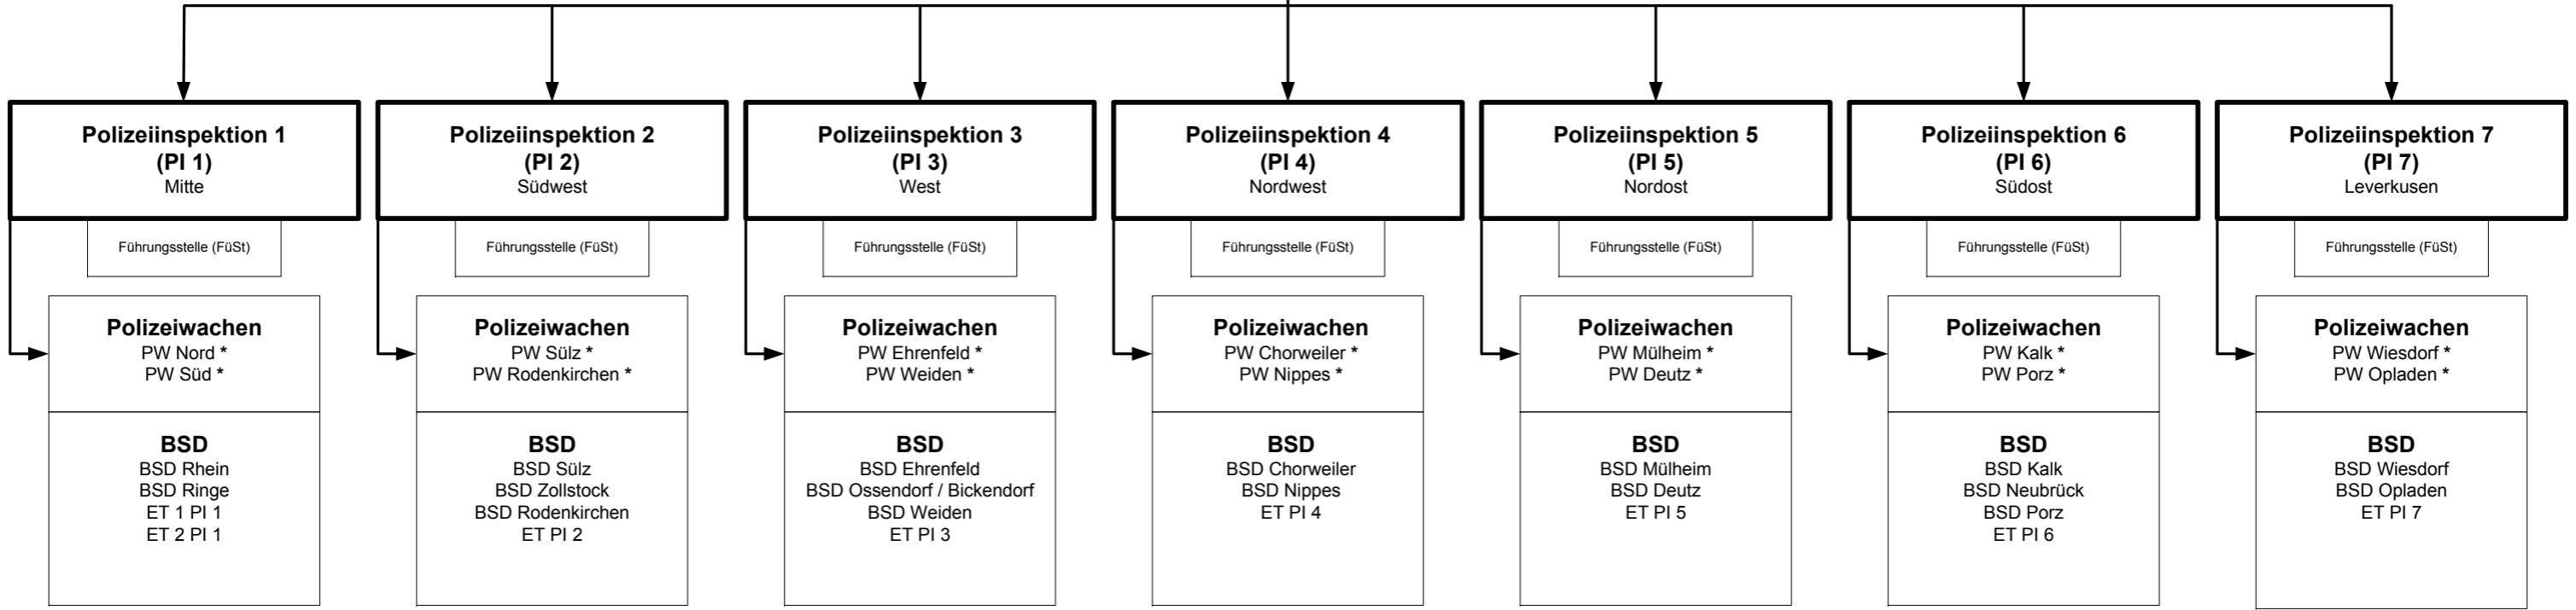 Polizeiinspektion 1
(PI 1)
Mitte
Führungsstelle (FüSt)
Polizeiwachen
PW Nord *
PW Süd *
BSD
BSD Rhein
BSD Ringe
ET 1 PI 1
ET 2 PI 1
Polizeiinspektion 2
(PI 2)
Südwest
Führungsstelle (FüSt)
Polizeiwachen
PW Sülz *
PW Rodenkirchen *
BSD
BSD Sülz
BSD Zollstock
BSD Rodenkirchen
ET PI 2
Polizeiinspektion 3
(PI 3)
West
Führungsstelle (FüSt)
Polizeiwachen
PW Ehrenfeld *
PW Weiden *
BSD
BSD Ehrenfeld
BSD Ossendorf / Bickendorf
BSD Weiden
ET PI 3
Polizeiinspektion 4
(PI 4)
Nordwest
Führungsstelle (FüSt)
Polizeiwachen
PW Chorweiler *
PW Nippes *
BSD
BSD Chorweiler
BSD Nippes
ET PI 4
Polizeiinspektion 5
(PI 5)
Nordost
Führungsstelle (FüSt)
Polizeiwachen
PW Mülheim *
PW Deutz *
BSD
BSD Mülheim
BSD Deutz
ET PI 5
Polizeiinspektion 6
(PI 6)
Südost
Führungsstelle (FüSt)
Polizeiwachen
PW Kalk *
PW Porz *
BSD
BSD Kalk
BSD Neubrück
BSD Porz
ET PI 6
Polizeiinspektion 7
(PI 7)
Leverkusen
Führungsstelle (FüSt)
Polizeiwachen
PW Wiesdorf *
PW Opladen *
BSD
BSD Wiesdorf
BSD Opladen
ET PI 7